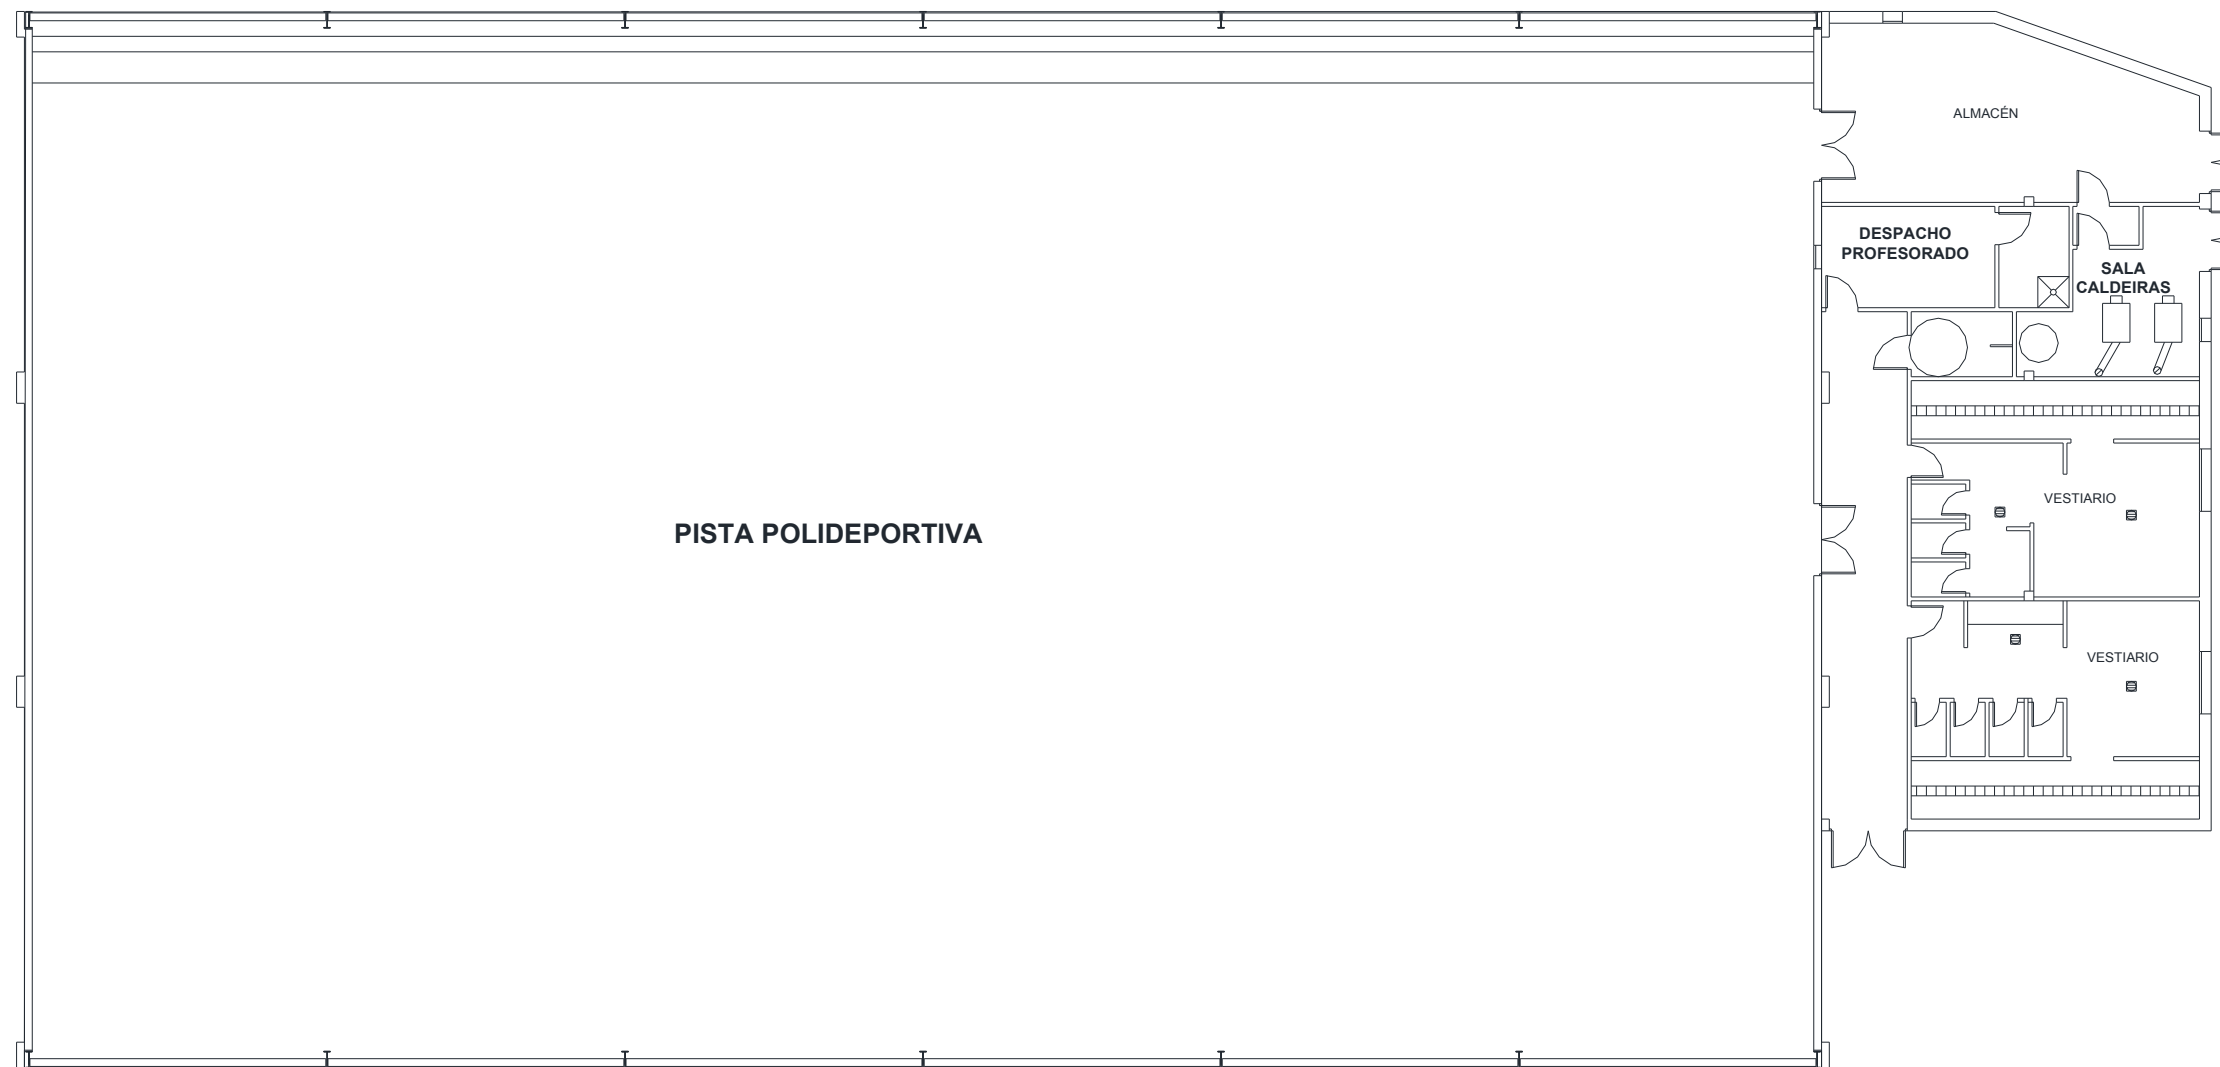 ALMACÉN
DESPACHO
PROFESORADO
SALA
CALDEIRAS
VESTIARIO
PISTA POLIDEPORTIVA
VESTIARIO